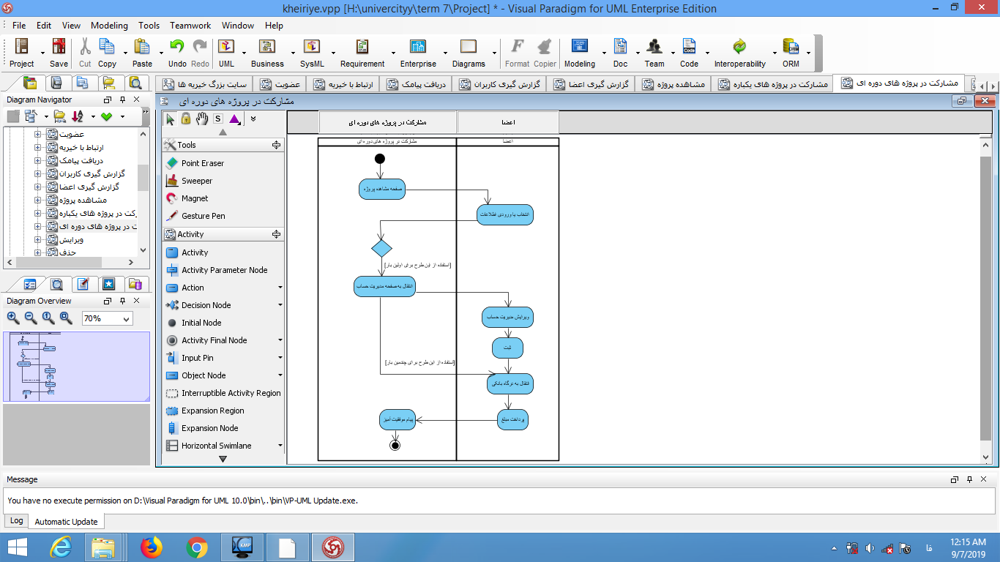 kheiriye.vpp [H:\univercityy\term 7\Project] * - Visual Paradigm for UML Enterprise Edition
File Edit View Modeling Tools Teamwork Window Help
Project Save Cut Copy Paste Undo Redo UML Business SysML Requirement Enterprise Diagrams Format Copier Modeling Doc Team Code Interoperability ORM
سایت بزرگ خیریه ها
عضویت
ارتباط با خیریه
دریافت پیامک
گزارش گیری کاربران
گزارش گیری اعضا
مشاهده پروژه
مشارکت در پروژه های یکباره
مشارکت در پروژه های دوره ای
Diagram Navigator
عضویت
ارتباط با خیریه
دریافت پیامک
گزارش گیری کاربران
گزارش گیری اعضا
مشاهده پروژه
در پروژه های یکباره
ت در پروژه های دوره ای
ویرایش
حذف
Diagram Overview
70%
مشارکت در پروژه های دوره ای
S
Tools
Point Eraser
Sweeper
Magnet
Gesture Pen
Activity
Activity
Activity Parameter Node
Action
Decision Node
Initial Node
Activity Final Node
Input Pin
Object Node
Interruptible Activity Region
Expansion Region
Expansion Node
Horizontal Swimlane
مشارکت در پروژه های دوره ای
اعضا
مشارکت در پروژه های دوره ای
اعضا
صفحه مشاهده پروژه
انتخاب یا ورودی اطلاعات
[استفاده از این طرح برای اولین بار]
انتقال به صفحه مدیریت حساب
ویرایش مدیریت حساب
ثبت
[استفاده از این طرح برای چندمین بار]
انتقال به درگاه بانکی
پرداخت مبلغ
پیام موفقیت آمیز
Message
You have no execute permission on D:\Visual Paradigm for UML 10.0\bin\..\bin\VP-UML Update.exe.
Log Automatic Update
KMP
فا
12:15 AM
9/7/2019